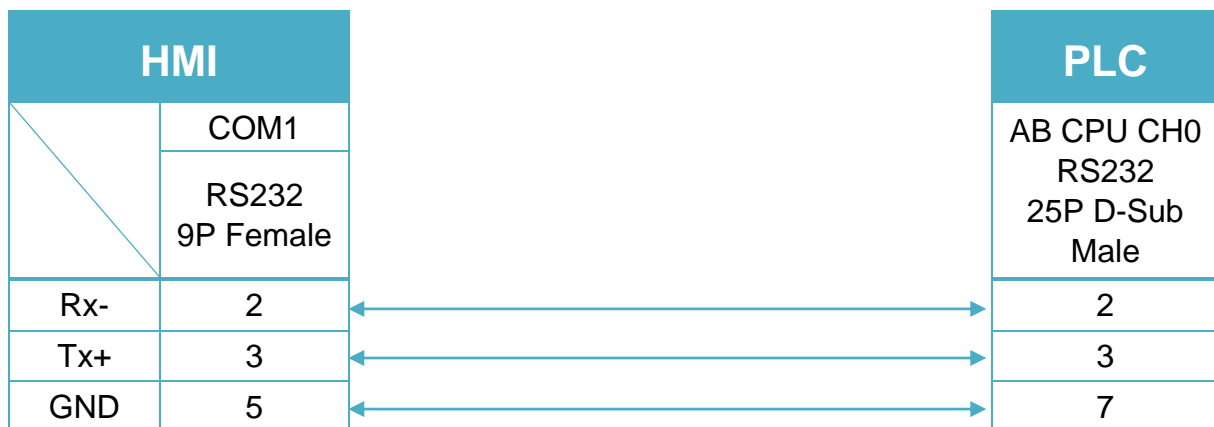 HMI
PLC
COM1
RS232
9P Female
AB CPU CH0
RS232
25P D-Sub
Male
Rx- 2 2
Tx+ 3 3
GND 5 7